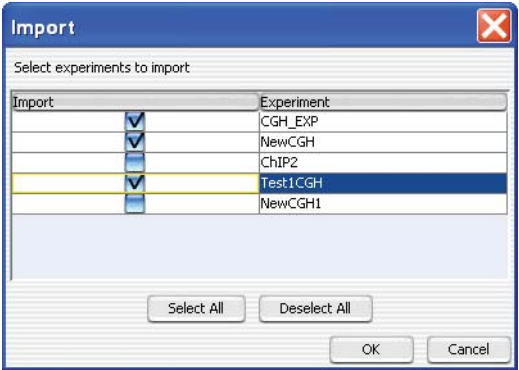 Import
Select experiments to import
Import Experiment
CGH_EXP
NewCGH
ChIP2
Test1CGH
NewCGH1
Select All Deselect All
OK Cancel